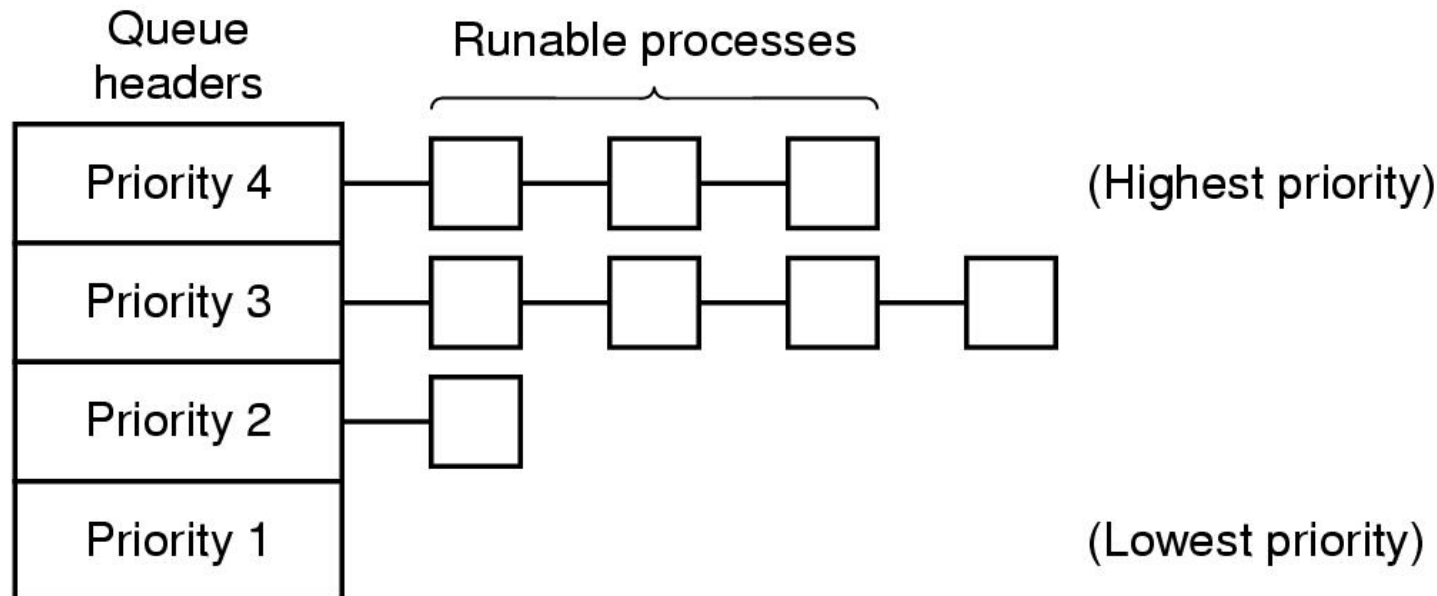 Queue
headers
Runable processes
Priority 4
(Highest priority)
Priority 3
Priority 2
Priority 1
(Lowest priority)